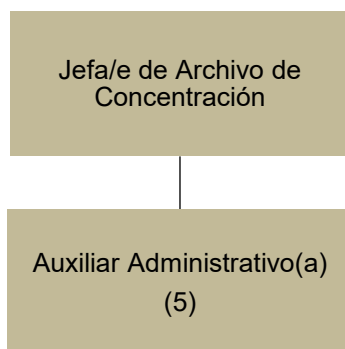 Jefa/e de Archivo de
Concentración
Auxiliar Administrativo(a)
(5)